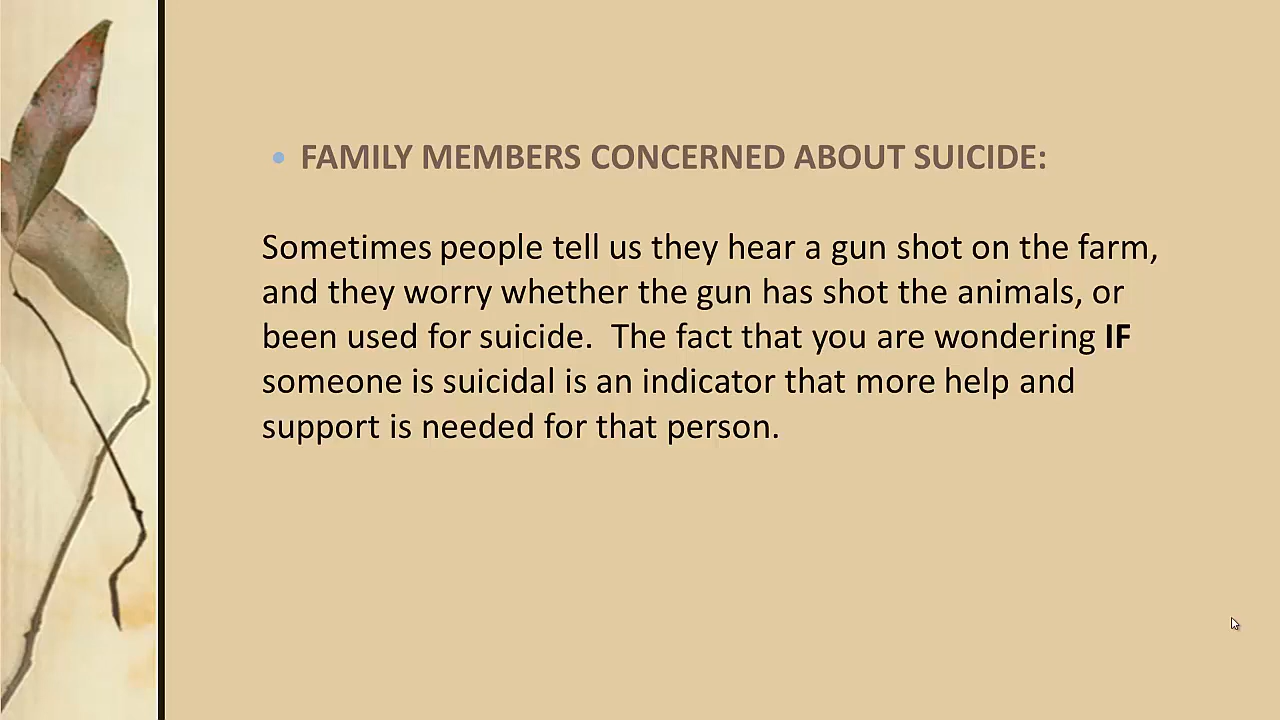 • FAMILY MEMBERS CONCERNED ABOUT SUICIDE:
Sometimes people tell us they hear a gun shot on the farm,
and they worry whether the gun has shot the animals, or
been used for suicide.  The fact that you are wondering IF
someone is suicidal is an indicator that more help and
support is needed for that person.